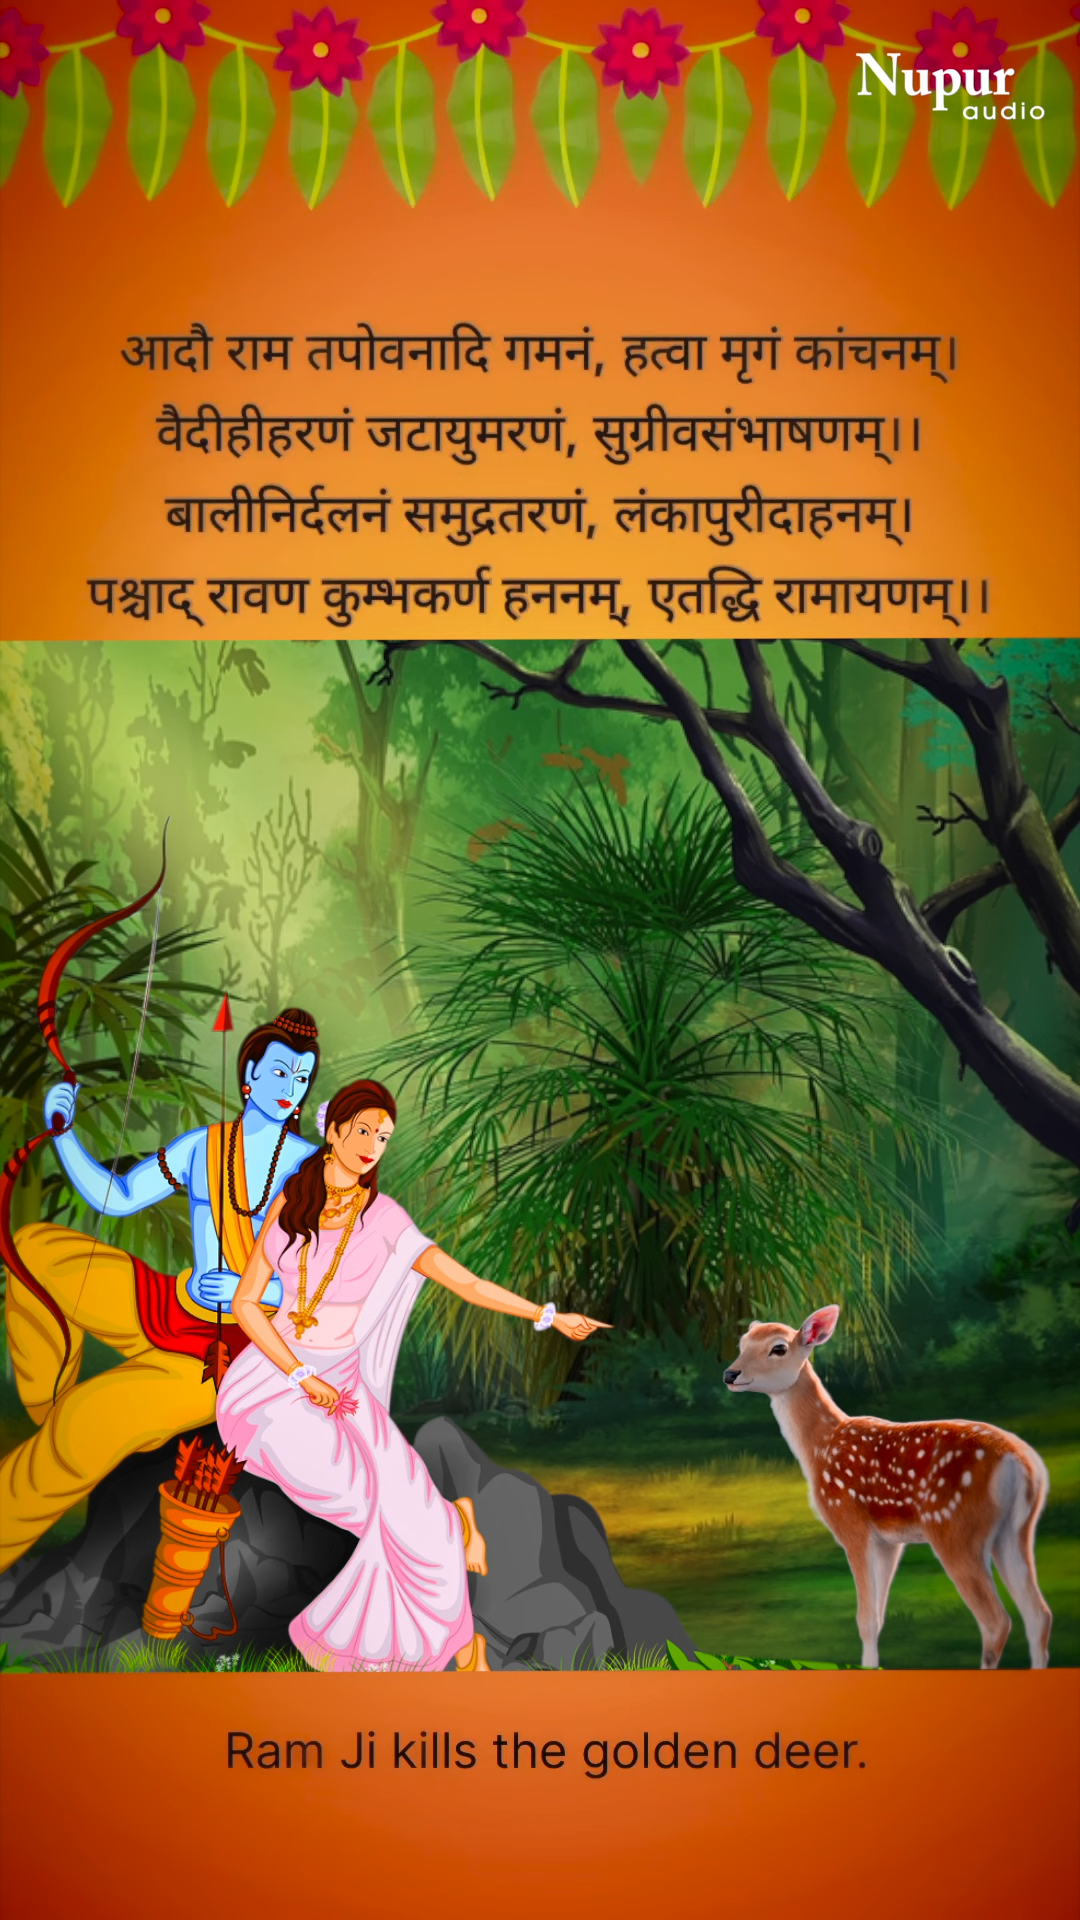 Nupur
audio
आदौ राम तपोवनादि गमनं, हत्वा मृगं कांचनम्।
वैदीहीहरणं जटायुमरणं, सुग्रीवसंभाषणम्।।
बालीनिर्दलनं समुद्रतरणं, लंकापुरीदाहनम्।
पश्चाद् रावण कुम्भकर्ण हननम्, एतद्धि रामायणम्।।
Ram Ji kills the golden deer.